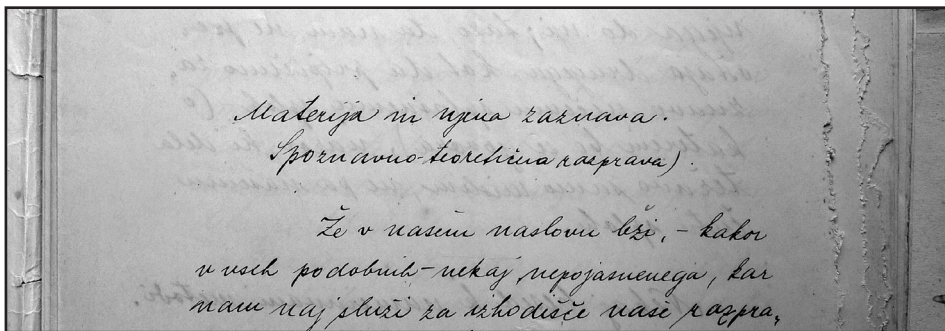 Materija in njena zaznava.
Spoznavno-teoretična razprava).
Že v našem naslovu leži, – kakor
v vseh podobnih – nekaj nepojasnenega, kar
nam naj služi za izhodišče naše razpra„